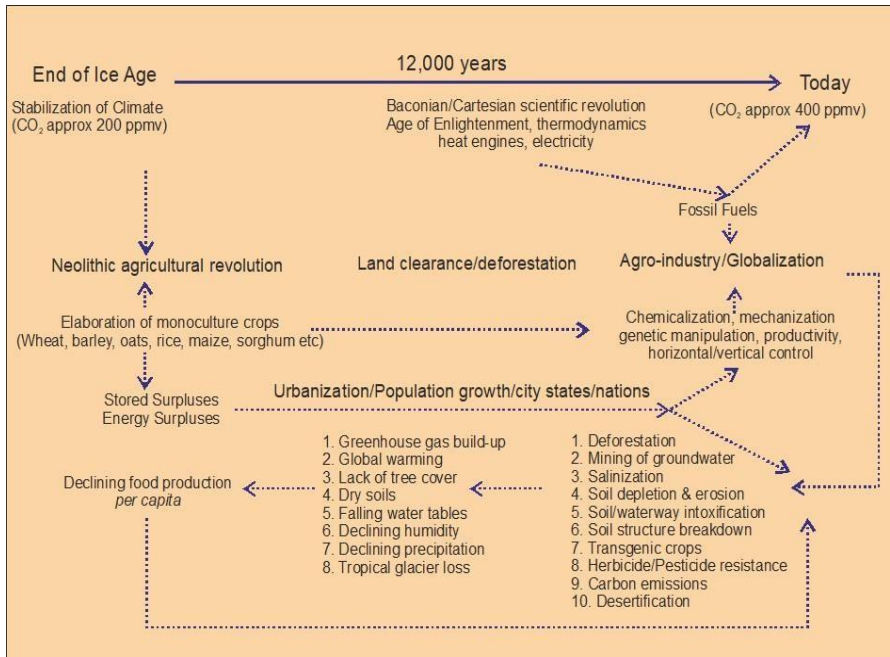 12,000 years
End of Ice Age
Today
Stabilization of Climate
(CO₂ approx 200 ppmv)
Baconian/Cartesian scientific revolution
Age of Enlightenment, thermodynamics
heat engines, electricity
(CO₂ approx 400 ppmv)
Fossil Fuels
Neolithic agricultural revolution
Land clearance/deforestation
Agro-industry/Globalization
Elaboration of monoculture crops
(Wheat, barley, oats, rice, maize, sorghum etc)
Chemicalization, mechanization
genetic manipulation, productivity,
horizontal/vertical control
Stored Surpluses
Energy Surpluses
Urbanization/Population growth/city states/nations
Declining food production
per capita
1. Greenhouse gas build-up
2. Global warming
3. Lack of tree cover
4. Dry soils
5. Falling water tables
6. Declining humidity
7. Declining precipitation
8. Tropical glacier loss
1. Deforestation
2. Mining of groundwater
3. Salinization
4. Soil depletion & erosion
5. Soil/waterway intoxification
6. Soil structure breakdown
7. Transgenic crops
8. Herbicide/Pesticide resistance
9. Carbon emissions
10. Desertification